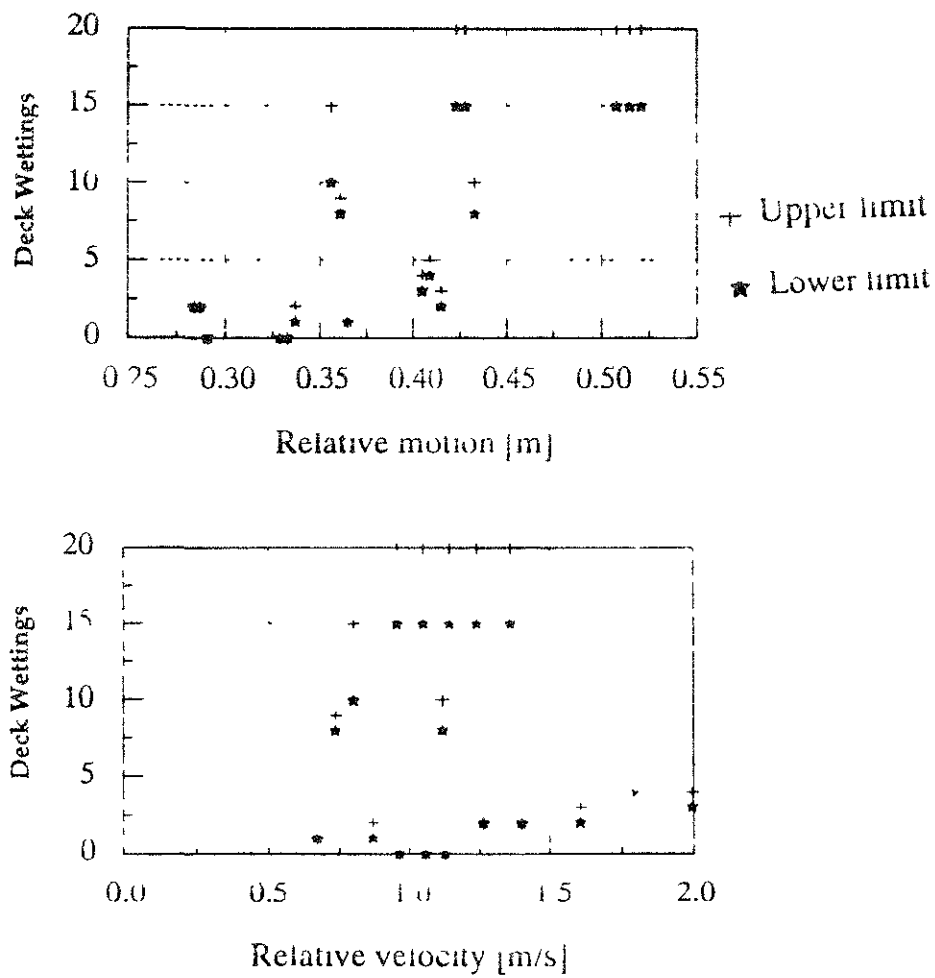 20
15
10
5
0
Deck Wettings
0.25 0.30 0.35 0.40 0.45 0.50 0.55
Relative motion [m]
+ Upper limit
★ Lower limit
20
15
10
5
0
Deck Wettings
0.0 0.5 1.0 1.5 2.0
Relative velocity [m/s]